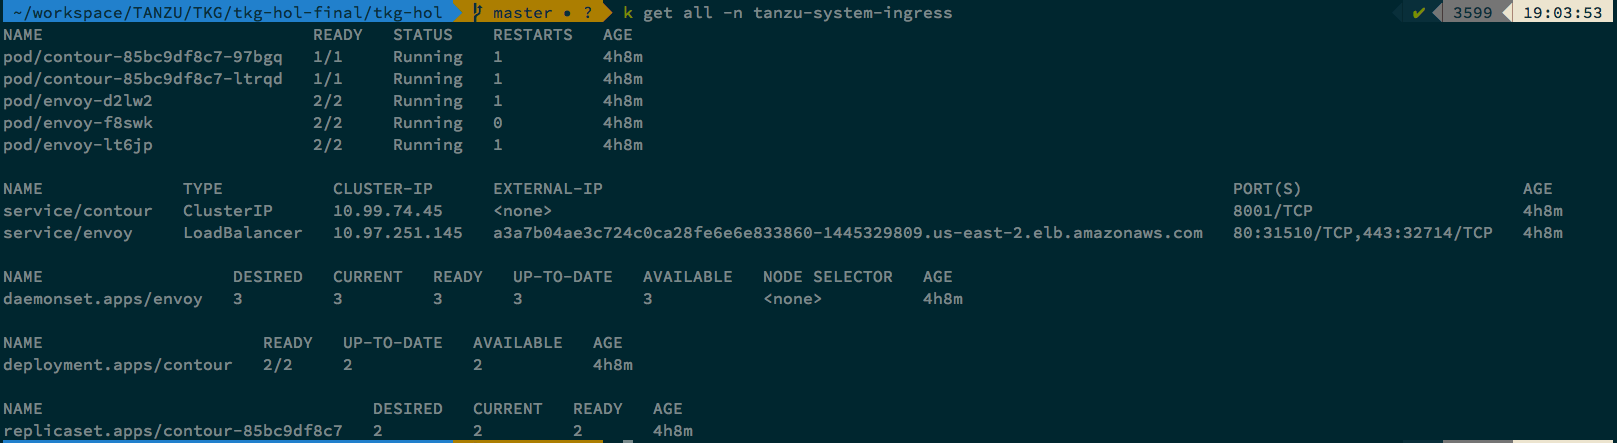 ~/workspace/TANZU/TKG/tkg-hol-final/tkg-hol master • ? k get all -n tanzu-system-ingress ✔ 3599 19:03:53
NAME READY STATUS RESTARTS AGE
pod/contour-85bc9df8c7-97bgq 1/1 Running 1 4h8m
pod/contour-85bc9df8c7-ltrqd 1/1 Running 1 4h8m
pod/envoy-d2lw2 2/2 Running 1 4h8m
pod/envoy-f8swk 2/2 Running 0 4h8m
pod/envoy-lt6jp 2/2 Running 1 4h8m
NAME TYPE CLUSTER-IP EXTERNAL-IP PORT(S) AGE
service/contour ClusterIP 10.99.74.45 <none> 8001/TCP 4h8m
service/envoy LoadBalancer 10.97.251.145 a3a7b04ae3c724c0ca28fe6e6e833860-1445329809.us-east-2.elb.amazonaws.com 80:31510/TCP,443:32714/TCP 4h8m
NAME DESIRED CURRENT READY UP-TO-DATE AVAILABLE NODE SELECTOR AGE
daemonset.apps/envoy 3 3 3 3 3 <none> 4h8m
NAME READY UP-TO-DATE AVAILABLE AGE
deployment.apps/contour 2/2 2 2 4h8m
NAME DESIRED CURRENT READY AGE
replicaset.apps/contour-85bc9df8c7 2 2 2 4h8m